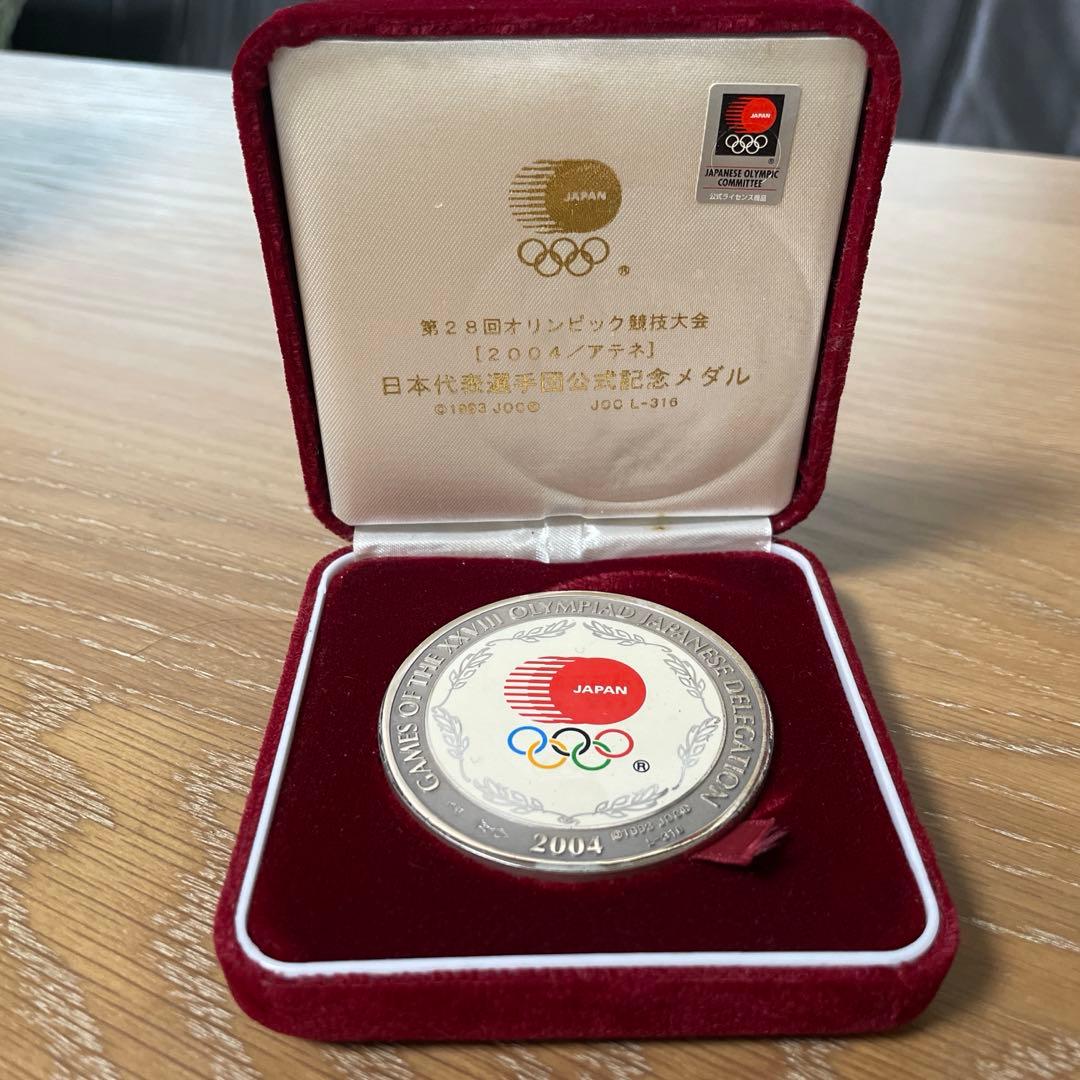 JAPAN
®
JAPANESE OLYMPIC
COMMITTEE
公式ライセンス商品
JAPAN
®
第28回オリンピック競技大会
[2004/アテネ]
日本代表選手団公式記念メダル
©1993 JOC® JOC L-316
GAMES OF THE XXVIII OLYMPIAD JAPANESE DELEGATION
JAPAN
®
2004
©1993 JOC®
L-316